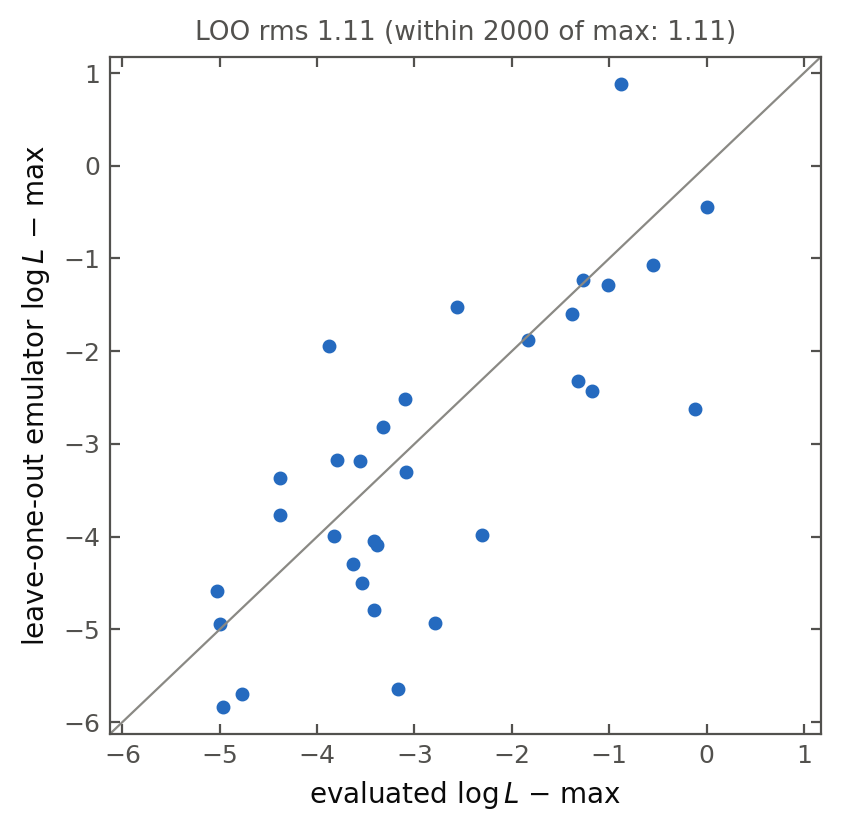 LOO rms 1.11 (within 2000 of max: 1.11)
1
0
−1
−2
−3
−4
−5
−6
leave-one-out emulator log L − max
−6 −5 −4 −3 −2 −1 0 1
evaluated log L − max